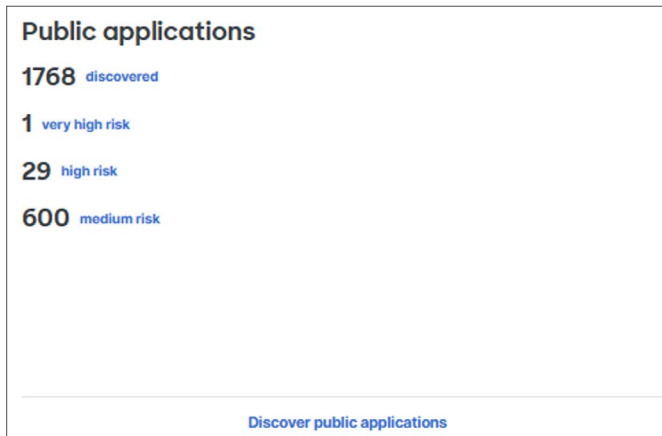 Public applications
1768 discovered
1 very high risk
29 high risk
600 medium risk
Discover public applications